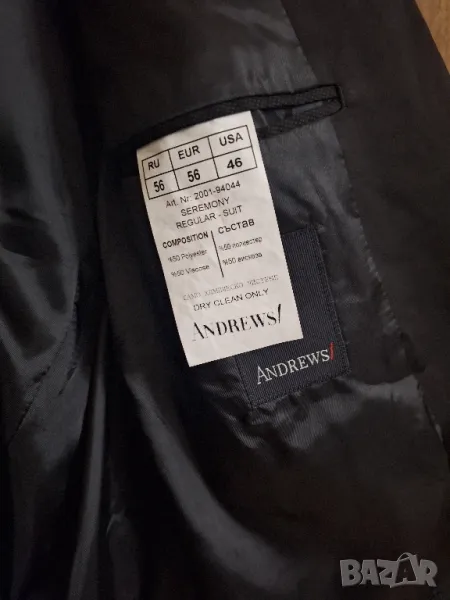 RU EUR USA
56 56 46
Art. Nr. 2001-94044
SEREMONY
REGULAR - SUIT
COMPOSITION Състав
%50 Polyester %50 полиестер
%50 Viscose %50 вискоза
DRY CLEAN ONLY
ANDREWS/
ANDREWS/
BAZAR